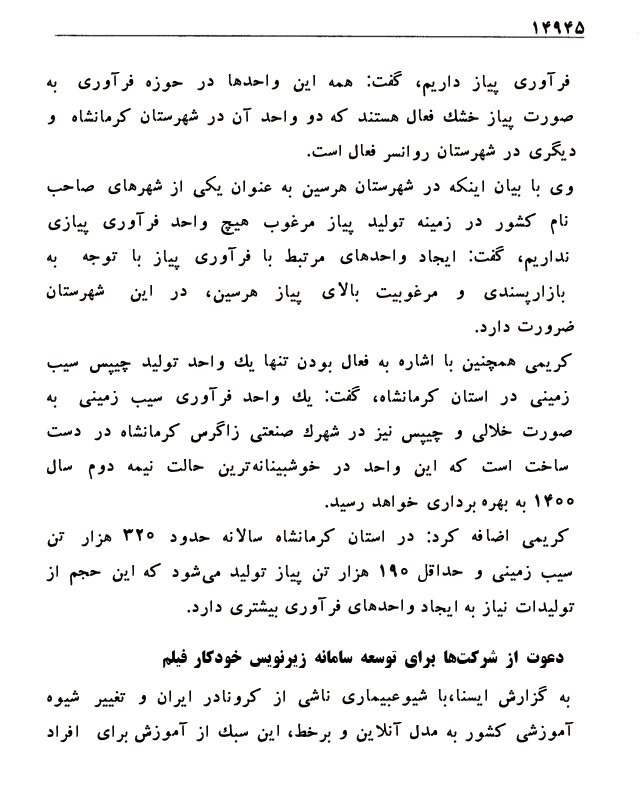 ۱۴۹۴۵
فرآوری پیاز داریم، گفت: همه این واحدها در حوزه فرآوری به
صورت پیاز خشك فعال هستند که دو واحد آن در شهرستان کرمانشاه و
دیگری در شهرستان روانسر فعال است.
وی با بیان اینکه در شهرستان هرسین به عنوان یکی از شهرهای صاحب
نام کشور در زمینه تولید پیاز مرغوب هیچ واحد فرآوری پیازی
نداریم، گفت: ایجاد واحدهای مرتبط با فرآوری پیاز با توجه به
بازارپسندی و مرغوبیت بالای پیاز هرسین، در این شهرستان
ضرورت دارد.
کریمی همچنین با اشاره به فعال بودن تنها یك واحد تولید چیپس سیب
زمینی در استان کرمانشاه، گفت: یك واحد فرآوری سیب زمینی به
صورت خلالی و چیپس نیز در شهرك صنعتی زاگرس کرمانشاه در دست
ساخت است که این واحد در خوشبینانه‌ترین حالت نیمه دوم سال
۱۴۰۰ به بهره برداری خواهد رسید.
کریمی اضافه کرد: در استان کرمانشاه سالانه حدود ۳۲۰ هزار تن
سیب زمینی و حداقل ۱۹۰ هزار تن پیاز تولید می‌شود که این حجم از
تولیدات نیاز به ایجاد واحدهای فرآوری بیشتری دارد.
دعوت از شرکت‌ها برای توسعه سامانه زیرنویس خودکار فیلم
به گزارش ایسنا،با شیوعبیماری ناشی از کرونادر ایران و تغییر شیوه
آموزشی کشور به مدل آنلاین و برخط، این سبك از آموزش برای افراد